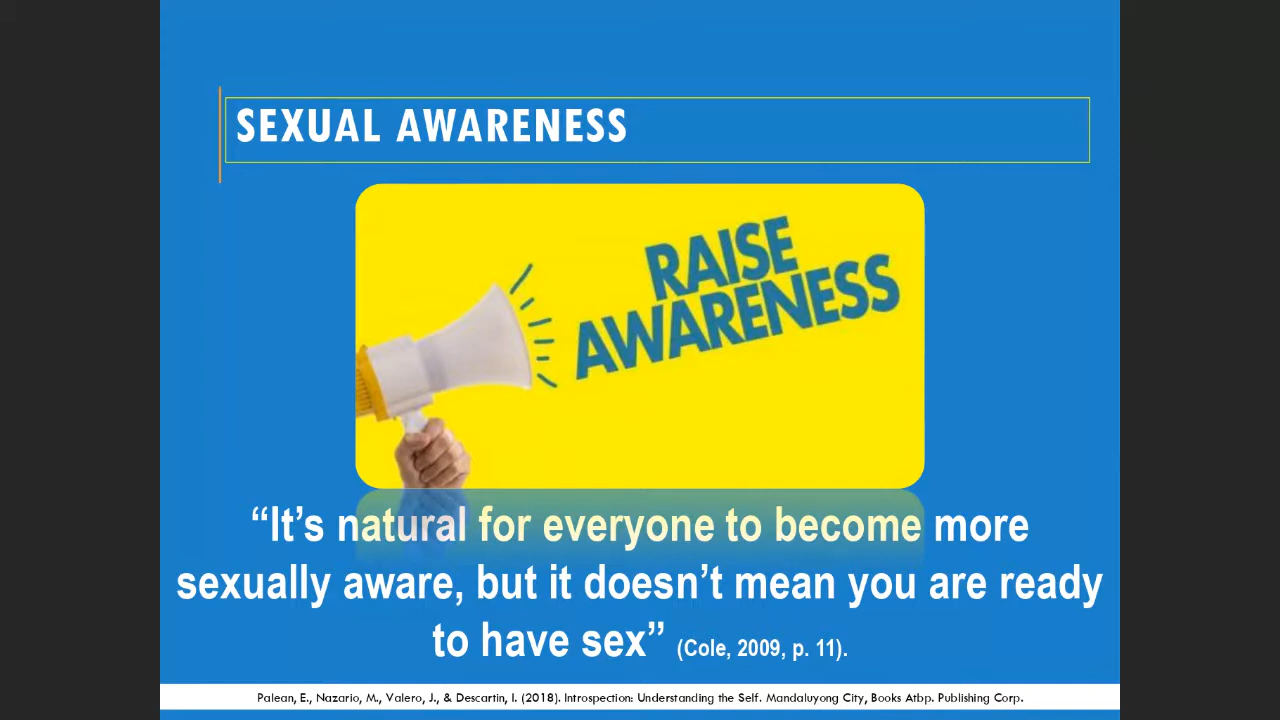 SEXUAL AWARENESS
RAISE
AWARENESS
“It’s natural for everyone to become more
sexually aware, but it doesn’t mean you are ready
to have sex” (Cole, 2009, p. 11).
Palean, E., Nazario, M., Valero, J., & Descartin, I. (2018). Introspection: Understanding the Self. Mandaluyong City, Books Atbp. Publishing Corp.